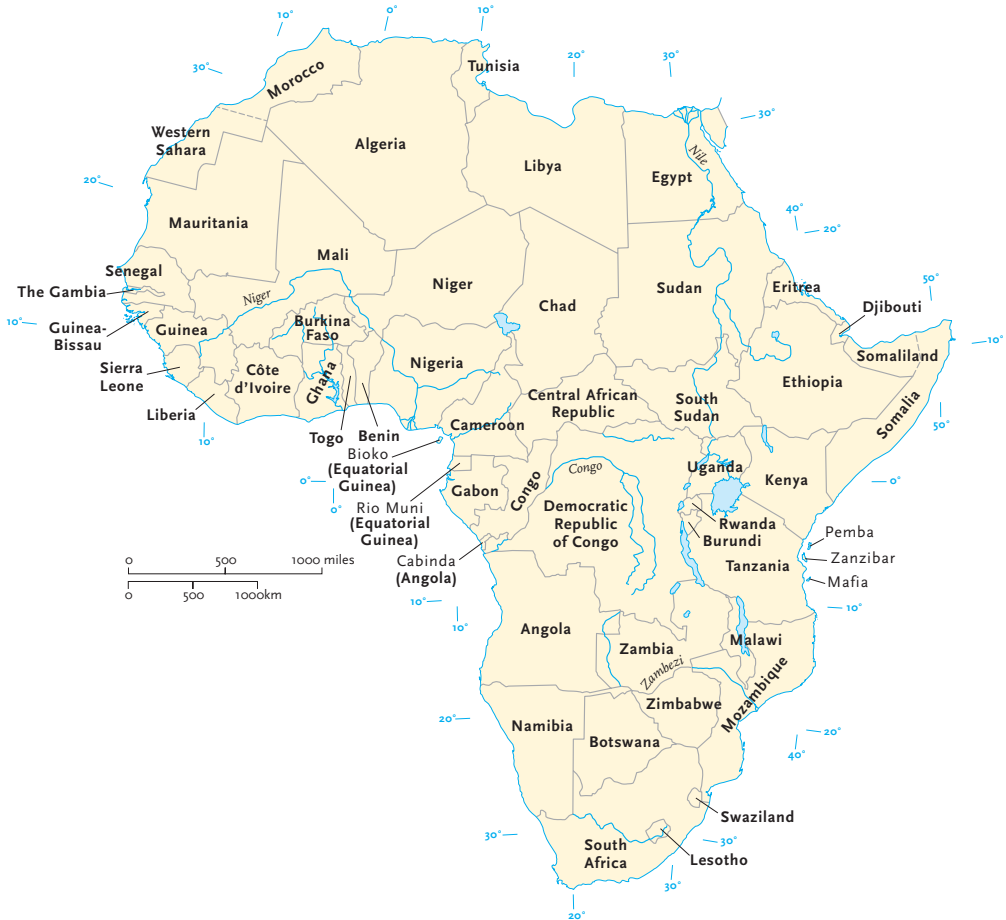 10°
0°
10°
20°
30°
30°
Tunisia
Morocco
30°
Western
Sahara
Algeria
Libya
Egypt
Nile
20°
Mauritania
40°
20°
Mali
Senegal
The Gambia
Niger
Niger
Chad
Sudan
Eritrea
50°
Djibouti
10°
Guinea-
Bissau
Guinea
Burkina
Faso
10°
Sierra
Leone
Côte
d’Ivoire
Ghana
Nigeria
Somaliland
Ethiopia
Central African
Republic
South
Sudan
Somalia
Liberia
10°
Togo
Benin
Cameroon
50°
Bioko
(Equatorial
Guinea)
0°
0°
Rio Muni
(Equatorial
Guinea)
Gabon
Congo
Congo
Uganda
Kenya
0°
Democratic
Republic
of Congo
Rwanda
Burundi
Cabinda
(Angola)
Tanzania
Pemba
Zanzibar
Mafia
0
500
1000 miles
0
500
1000km
10°
10°
10°
Angola
Zambia
Malawi
Zambezi
Mozambique
Zimbabwe
20°
Namibia
Botswana
20°
40°
Swaziland
30°
South
Africa
30°
Lesotho
30°
20°